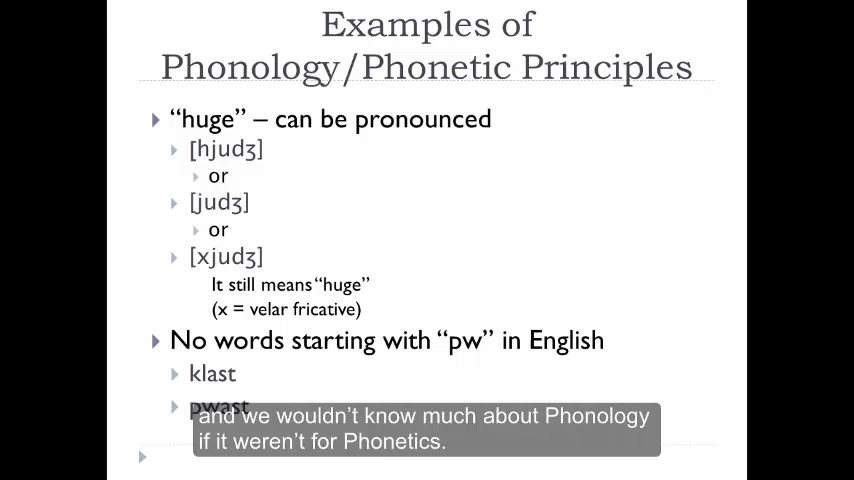 Examples of
Phonology/Phonetic Principles
“huge” – can be pronounced
[hjudʒ]
or
[judʒ]
or
[xjudʒ]
It still means “huge”
(x = velar fricative)
No words starting with “pw” in English
klast
pwast
and we wouldn’t know much about Phonology
if it weren’t for Phonetics.